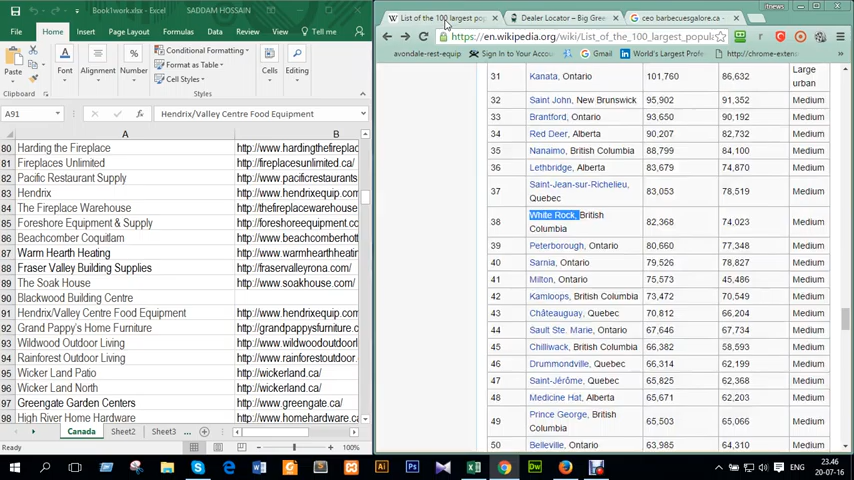 Book1work.xlsx - SADDAM HOSSAIN
File Home Insert Page Layout Formulas
Paste Font Alignment Number Conditional Formatting Format as Table Cell Styles Cells Editing
Clipboard Styles
A91 fx Hendrix/Valley Centre Food Equipment
A B
80 Harding the Fireplace http://www.hardingthefireplac
81 Fireplaces Unlimited http://fireplacesunlimited.ca/
82 Pacific Restaurant Supply http://www.pacificrestaurants
83 Hendrix http://www.hendrixequip.com
84 The Fireplace Warehouse http://thefireplacewarehouse
85 Foreshore Equipment & Supply http://www.foreshoreequipment
86 Beachcomber Coquitlam http://www.beachcomberhott
87 Warm Hearth Heating http://www.warmhearth.ca/
88 Fraser Valley Building Supplies http://www.fraservalleyrona.com/
89 The Soak House http://www.soakhouse.com/
90 Blackwood Building Centre
91 Hendrix/Valley Centre Food Equipment http://www.hendrixequip.com
92 Grand Pappy's Home Furniture http://grandpappysfurniture.c
93 Wildwood Outdoor Living http://www.wildwoodoutdoor
94 Rainforest Outdoor Living http://www.rainforestoutdoor.
95 Wicker Land Patio http://wickerland.ca/
96 Wicker Land North http://wickerland.ca/
97 Greengate Garden Centers http://www.greengate.ca/
98 High River Home Hardware http://www.homehardware.c
Canada Sheet2 Sheet3 ...
READY 100%
itnews
List of the 100 largest pop Dealer Locator – Big Gree ceo barbecuesgalore.ca -
https://en.wikipedia.org/wiki/List_of_the_100_largest_popula
avondale-rest-equip Sign in to Outlook Gmail World's Largest Profes http://chrome-exten
31 Kanata, Ontario 101,760 86,632 Large urban
32 Saint John, New Brunswick 95,902 91,352 Medium
33 Brantford, Ontario 93,650 90,192 Medium
34 Red Deer, Alberta 90,207 82,732 Medium
35 Nanaimo, British Columbia 88,799 84,100 Medium
36 Lethbridge, Alberta 83,679 74,870 Medium
37 Saint-Jean-sur-Richelieu, Quebec 83,053 78,519 Medium
38 White Rock, British Columbia 82,368 74,023 Medium
39 Peterborough, Ontario 80,660 77,348 Medium
40 Sarnia, Ontario 79,526 78,827 Medium
41 Milton, Ontario 75,573 45,486 Medium
42 Kamloops, British Columbia 73,472 70,549 Medium
43 Châteauguay, Quebec 70,812 66,204 Medium
44 Sault Ste. Marie, Ontario 67,646 67,734 Medium
45 Chilliwack, British Columbia 66,382 58,593 Medium
46 Drummondville, Quebec 66,314 62,199 Medium
47 Saint-Jérôme, Quebec 65,825 62,368 Medium
48 Medicine Hat, Alberta 65,671 62,203 Medium
49 Prince George, British Columbia 65,503 65,066 Medium
50 Belleville, Ontario 63,985 64,310 Medium
ENG 23.46
20-07-16